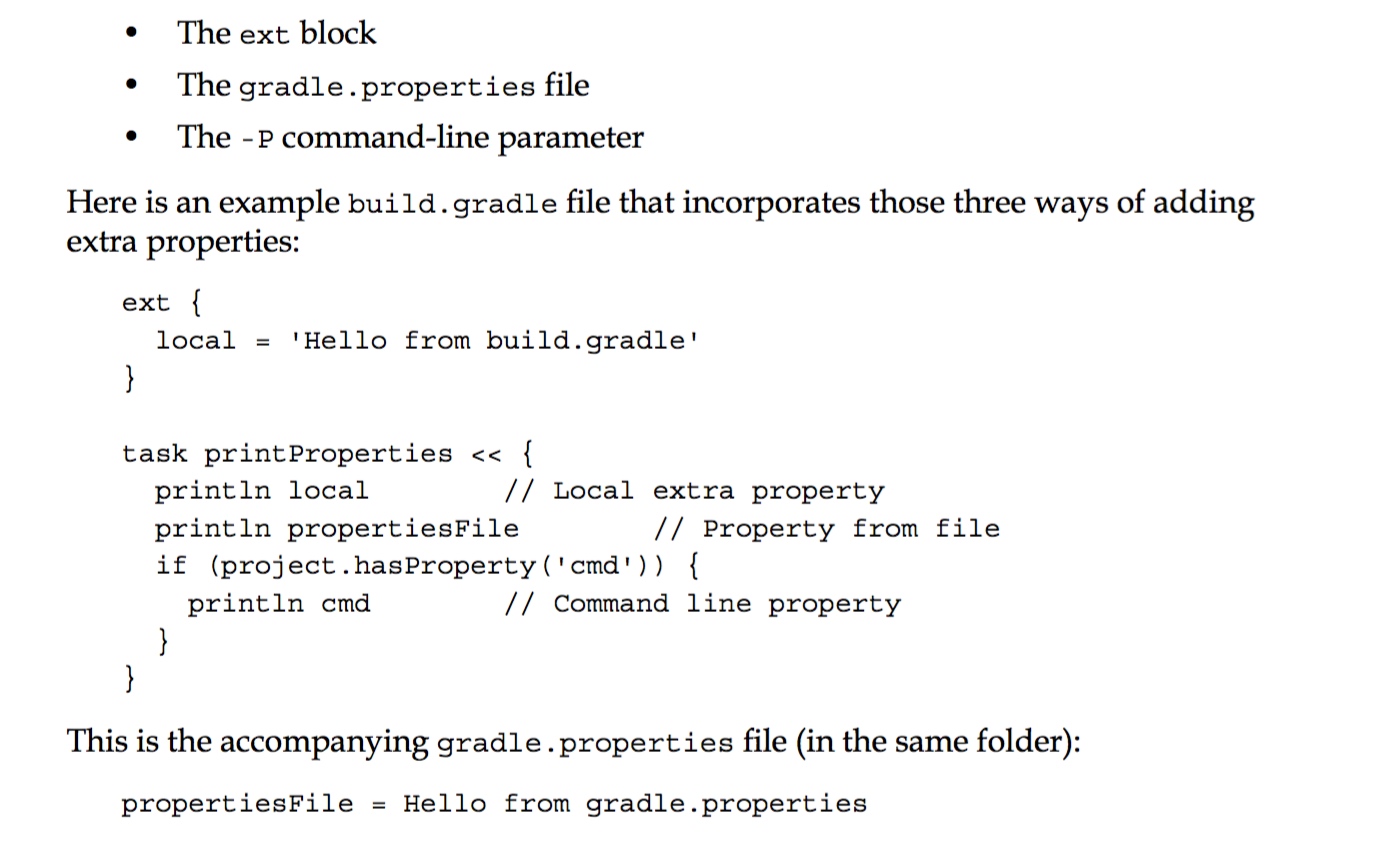 • The ext block
• The gradle.properties file
• The -P command-line parameter
Here is an example build.gradle file that incorporates those three ways of adding
extra properties:
ext {
  local = 'Hello from build.gradle'
}
task printProperties << {
  println local        // Local extra property
  println propertiesFile        // Property from file
  if (project.hasProperty('cmd')) {
    println cmd        // Command line property
  }
}
This is the accompanying gradle.properties file (in the same folder):
propertiesFile = Hello from gradle.properties